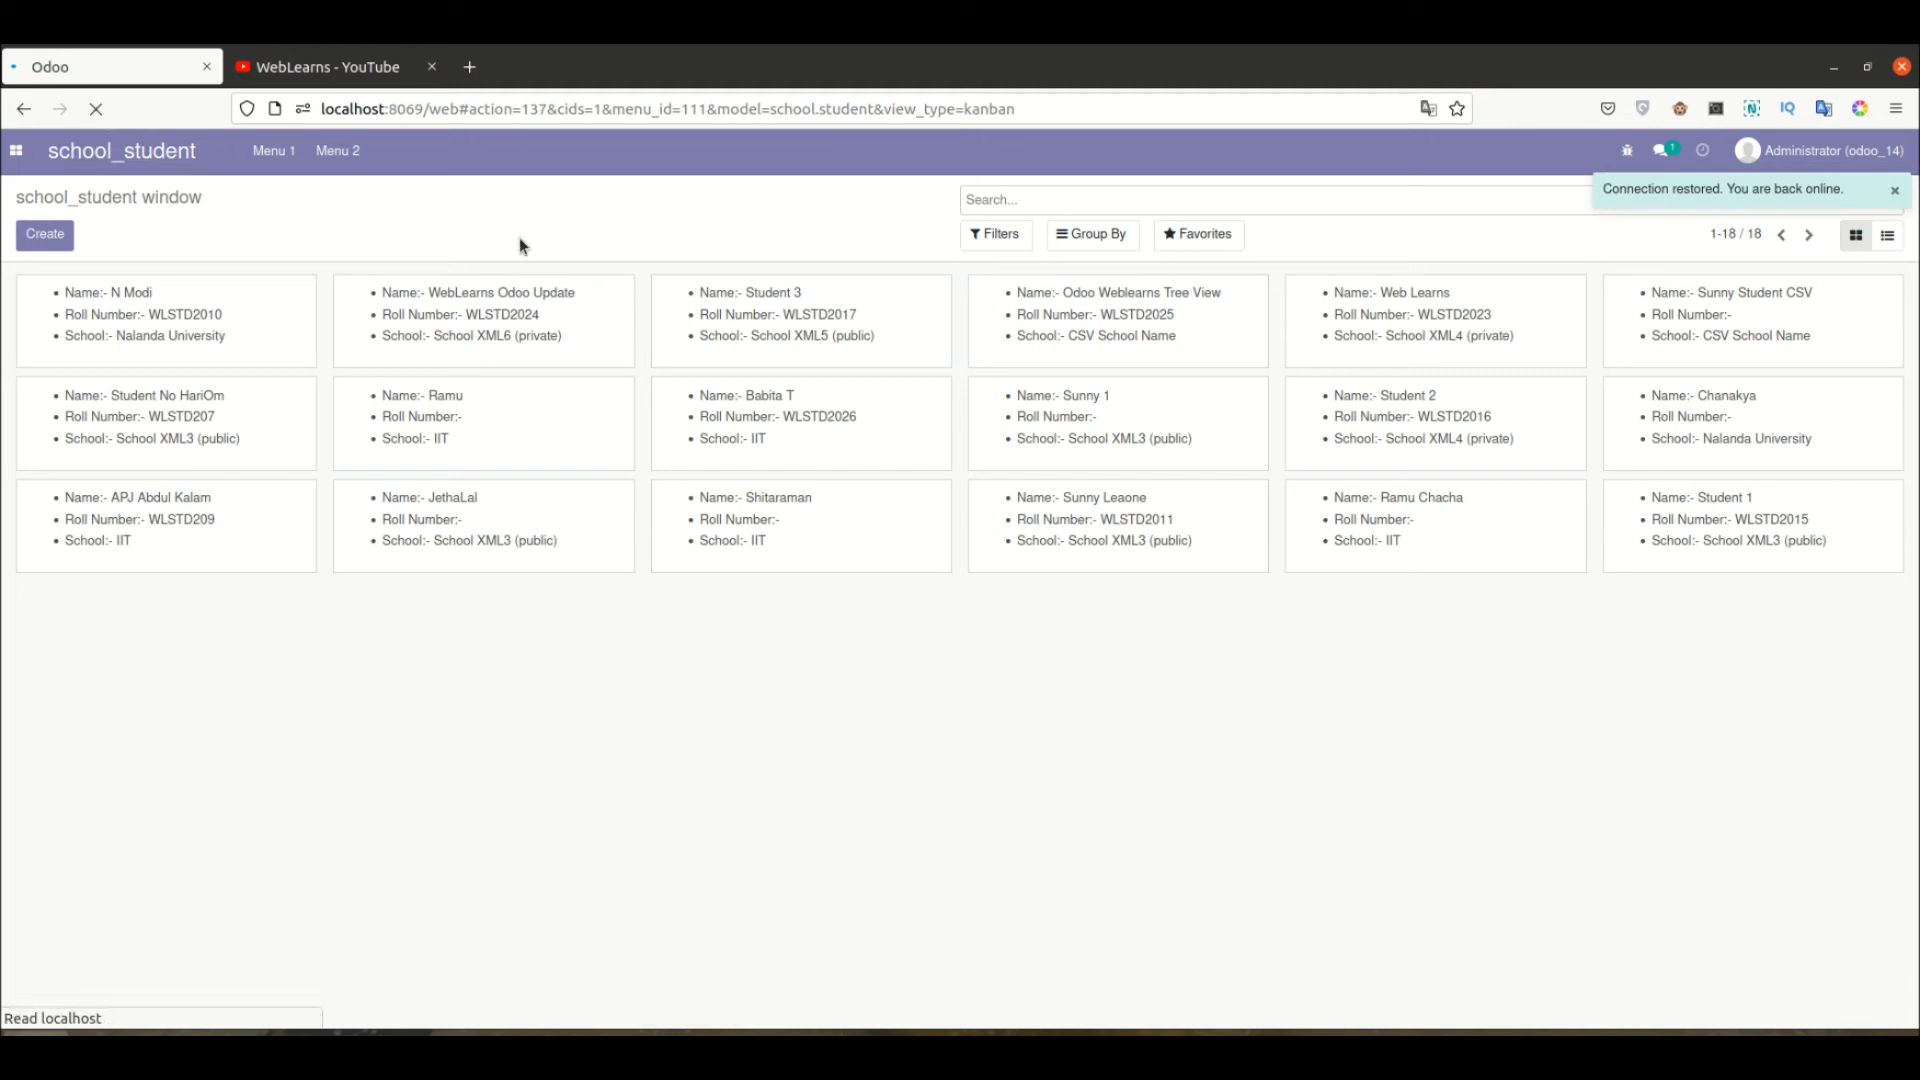 Odoo
WebLearns - YouTube
localhost:8069/web#action=137&cids=1&menu_id=111&model=school.student&view_type=kanban
IQ
school_student
Menu 1
Menu 2
1
Administrator (odoo_14)
school_student window
Search...
Connection restored. You are back online.
Create
Filters
Group By
Favorites
1-18 / 18
Name:- N Modi
Roll Number:- WLSTD2010
School:- Nalanda University
Name:- WebLearns Odoo Update
Roll Number:- WLSTD2024
School:- School XML6 (private)
Name:- Student 3
Roll Number:- WLSTD2017
School:- School XML5 (public)
Name:- Odoo Weblearns Tree View
Roll Number:- WLSTD2025
School:- CSV School Name
Name:- Web Learns
Roll Number:- WLSTD2023
School:- School XML4 (private)
Name:- Sunny Student CSV
Roll Number:-
School:- CSV School Name
Name:- Student No HariOm
Roll Number:- WLSTD207
School:- School XML3 (public)
Name:- Ramu
Roll Number:-
School:- IIT
Name:- Babita T
Roll Number:- WLSTD2026
School:- IIT
Name:- Sunny 1
Roll Number:-
School:- School XML3 (public)
Name:- Student 2
Roll Number:- WLSTD2016
School:- School XML4 (private)
Name:- Chanakya
Roll Number:-
School:- Nalanda University
Name:- APJ Abdul Kalam
Roll Number:- WLSTD209
School:- IIT
Name:- JethaLal
Roll Number:-
School:- School XML3 (public)
Name:- Shitaraman
Roll Number:-
School:- IIT
Name:- Sunny Leaone
Roll Number:- WLSTD2011
School:- School XML3 (public)
Name:- Ramu Chacha
Roll Number:-
School:- IIT
Name:- Student 1
Roll Number:- WLSTD2015
School:- School XML3 (public)
Read localhost